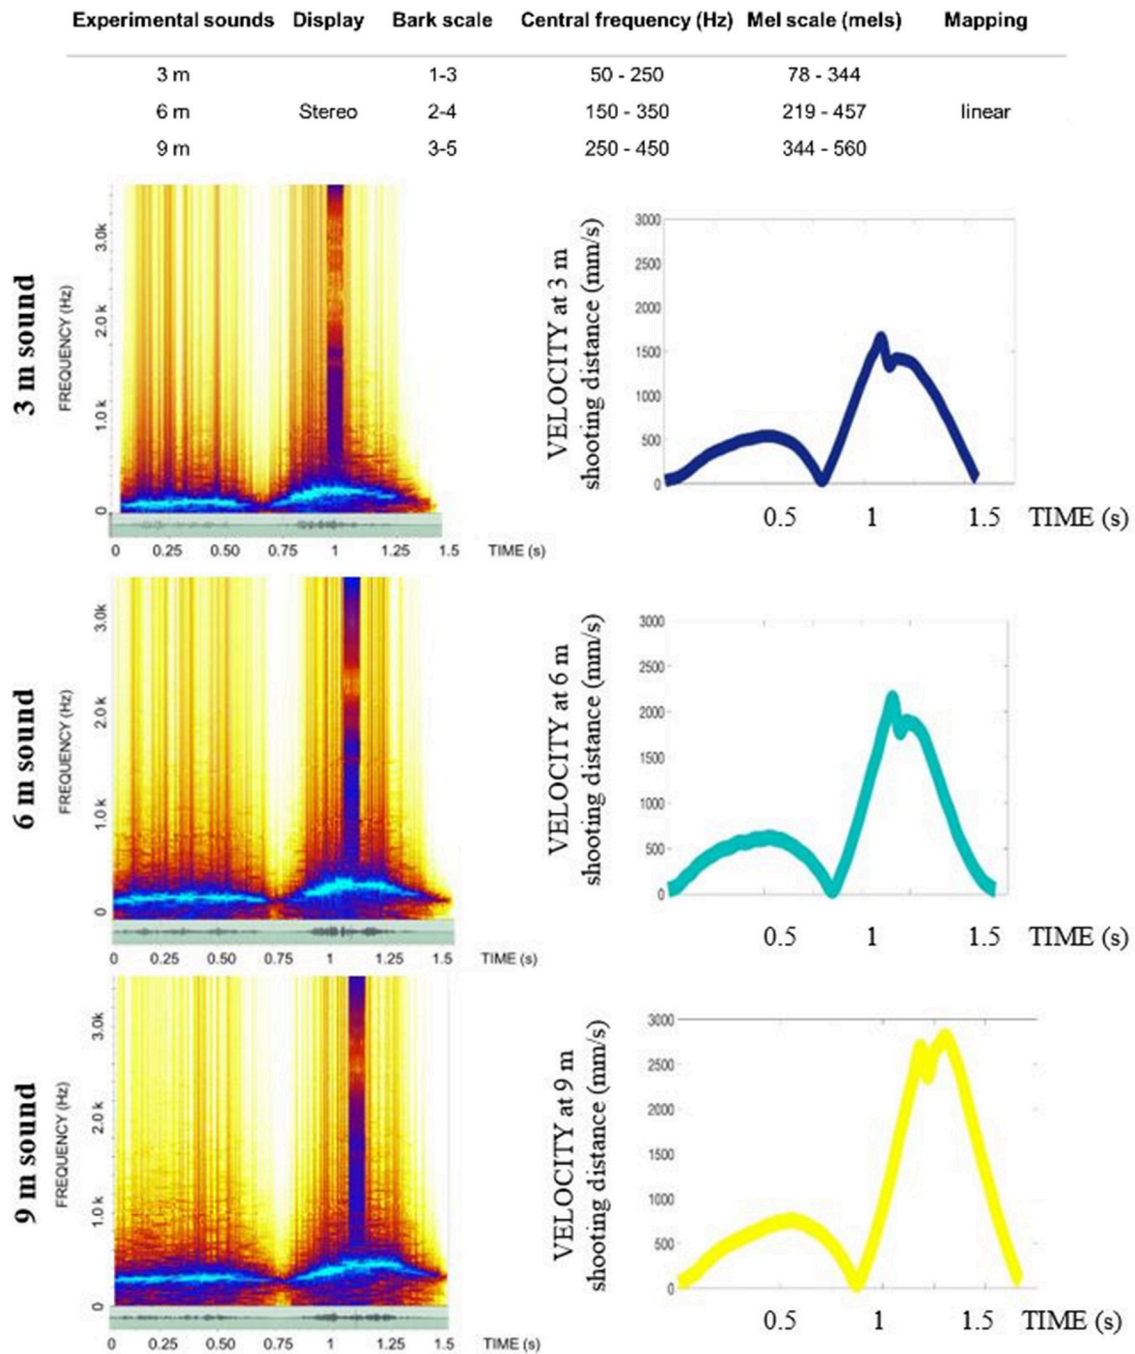 Experimental sounds Display Bark scale Central frequency (Hz) Mel scale (mels) Mapping
3 m 1-3 50 - 250 78 - 344
6 m Stereo 2-4 150 - 350 219 - 457 linear
9 m 3-5 250 - 450 344 - 560
3 m sound
FREQUENCY (Hz)
3.0k
2.0 k
1.0 k
0
0 0.25 0.50 0.75 1 1.25 1.5 TIME (s)
VELOCITY at 3 m
shooting distance (mm/s)
3000
2500
2000
1500
1000
500
0
0.5 1 1.5 TIME (s)
6 m sound
FREQUENCY (Hz)
3.0k
2.0 k
1.0 k
0
0 0.25 0.50 0.75 1 1.25 1.5 TIME (s)
VELOCITY at 6 m
shooting distance (mm/s)
3000
2500
2000
1500
1000
500
0
0.5 1 1.5 TIME (s)
9 m sound
FREQUENCY (Hz)
3.0k
2.0 k
1.0 k
0
0 0.25 0.50 0.75 1 1.25 1.5 TIME (s)
VELOCITY at 9 m
shooting distance (mm/s)
3000
2500
2000
1500
1000
500
0
0.5 1 1.5 TIME (s)